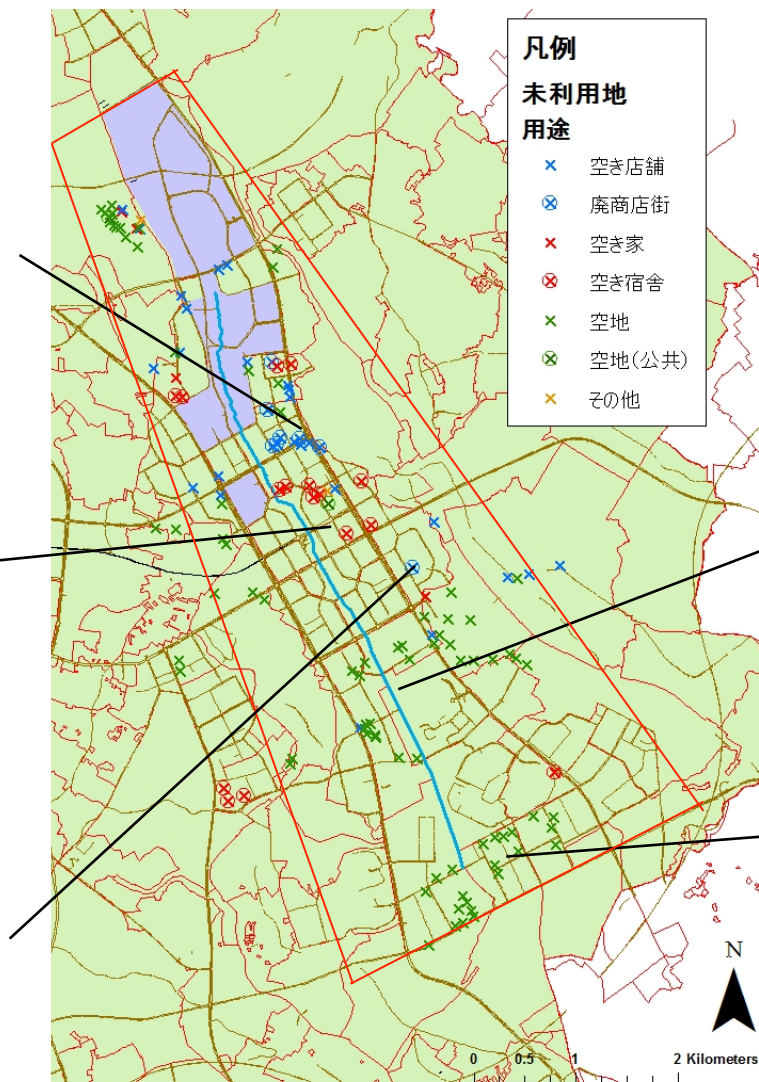 凡例
未利用地
用途
空き店舗
廃商店街
空き家
空き宿舎
空地
空地(公共)
その他
N
0 0.5 1 2 Kilometers